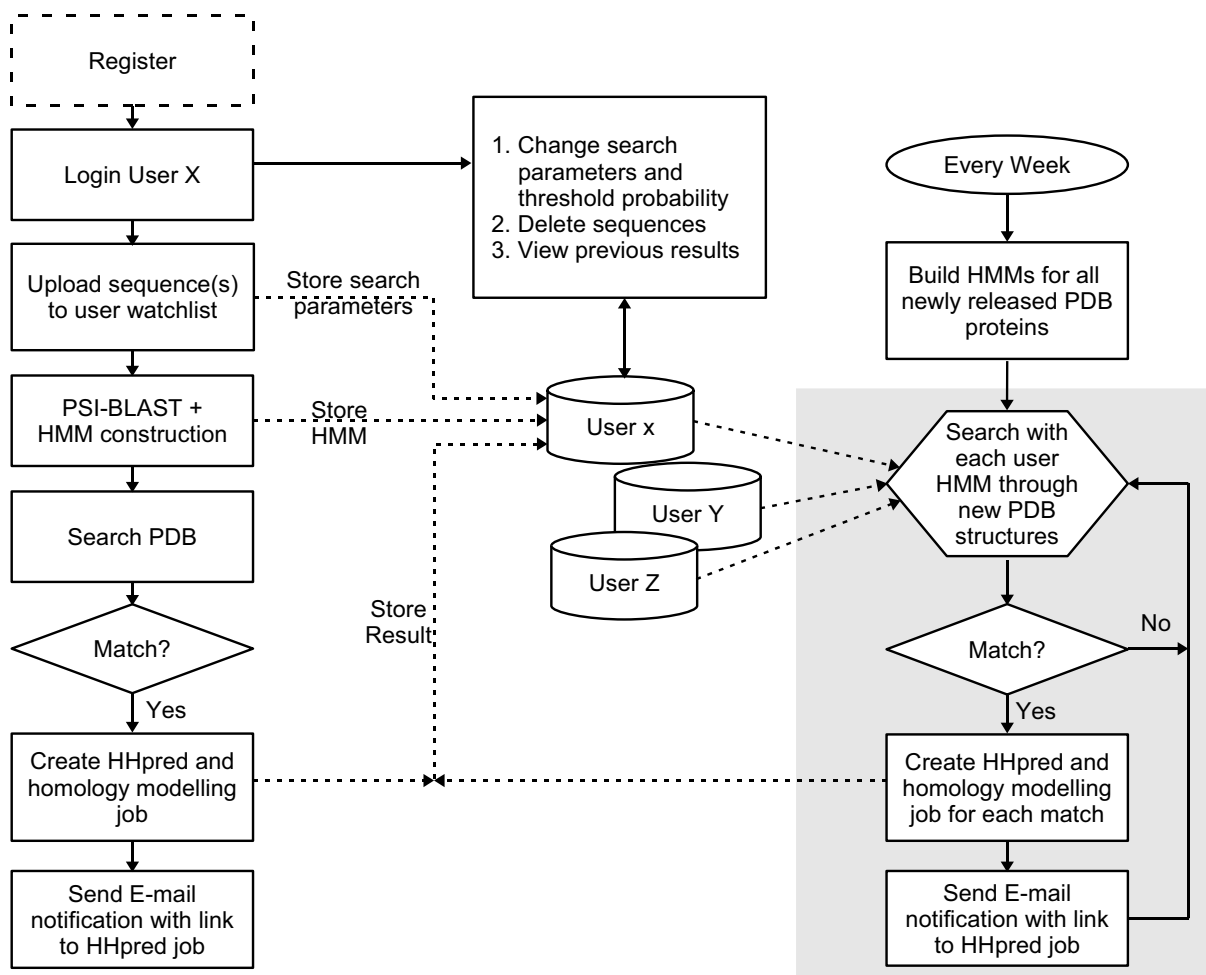 Register
Login User X
Upload sequence(s)
to user watchlist
PSI-BLAST +
HMM construction
Search PDB
Match?
Yes
Create HHpred and
homology modelling
job
Send E-mail
notification with link
to HHpred job
1. Change search
parameters and
threshold probability
2. Delete sequences
3. View previous results
Store search
parameters
Store
HMM
Store
Result
User x
User Y
User Z
Every Week
Build HMMs for all
newly released PDB
proteins
Search with
each user
HMM through
new PDB
structures
Match?
No
Yes
Create HHpred and
homology modelling
job for each match
Send E-mail
notification with link
to HHpred job